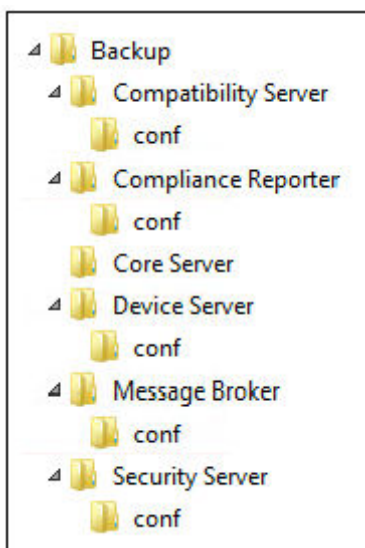 Backup
Compatibility Server
conf
Compliance Reporter
conf
Core Server
Device Server
conf
Message Broker
conf
Security Server
conf